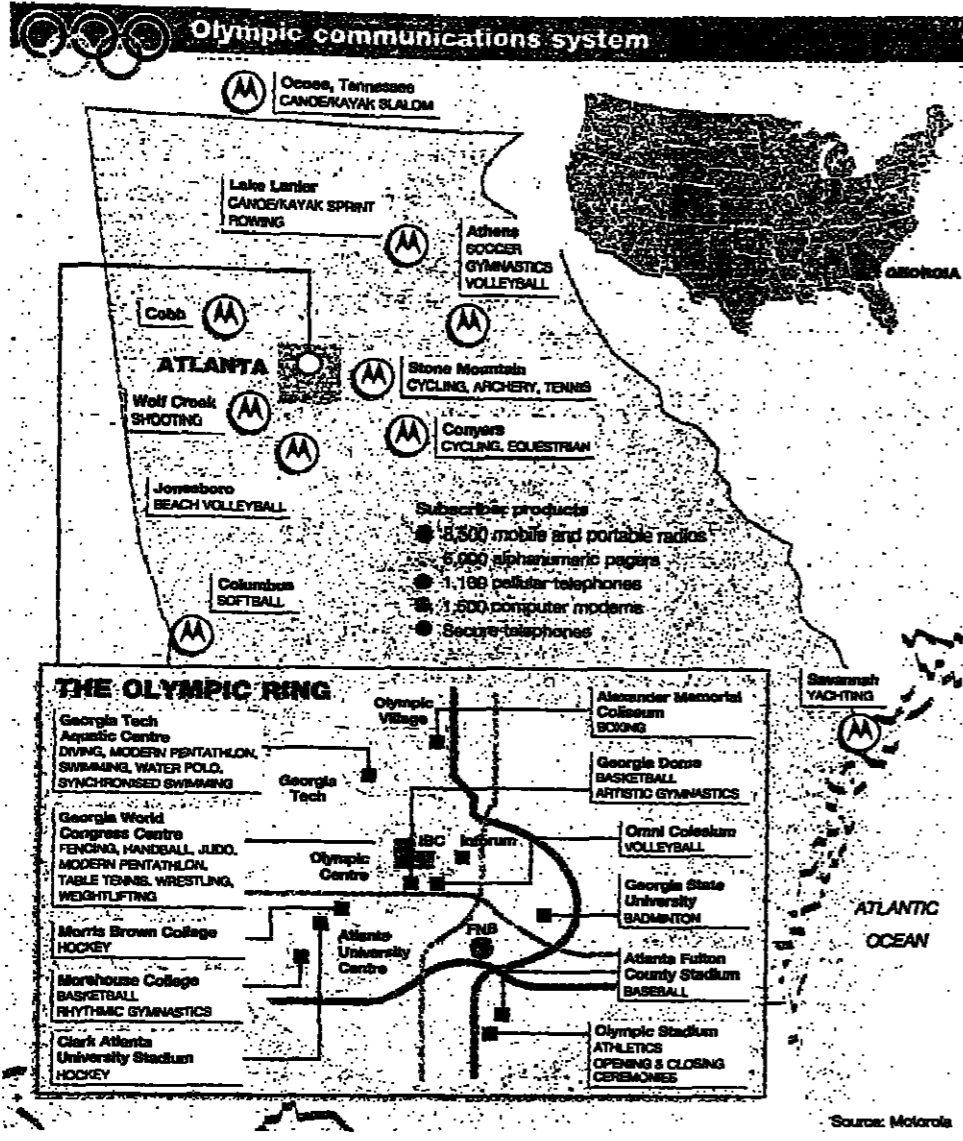 Olympic communications system
Ocoee, Tennessee
CANOE/KAYAK SLALOM
Lake Lanier
CANOE/KAYAK SPRINT
ROWING
Athens
SOCCER
GYMNASTICS
VOLLEYBALL
GEORGIA
Cobb
ATLANTA
Stone Mountain
CYCLING, ARCHERY, TENNIS
Wolf Creek
SHOOTING
Conyers
CYCLING, EQUESTRIAN
Jonesboro
BEACH VOLLEYBALL
Subscriber products
mobile and portable radios
6,000 alphanumeric pagers
1,100 cellular telephones
1,500 computer modems
Secure telephones
Columbus
SOFTBALL
Savannah
YACHTING
THE OLYMPIC RING
Georgia Tech
Aquatic Centre
DIVING, MODERN PENTATHLON,
SWIMMING, WATER POLO,
SYNCHRONISED SWIMMING
Georgia World
Congress Centre
FENCING, HANDBALL, JUDO,
MODERN PENTATHLON,
TABLE TENNIS, WRESTLING,
WEIGHTLIFTING
Morris Brown College
HOCKEY
Morehouse College
BASKETBALL
RHYTHMIC GYMNASTICS
Clark Atlanta
University Stadium
HOCKEY
Olympic
Village
Georgia
Tech
IBC
Inforum
Olympic
Centre
Atlanta
University
Centre
FNB
Alexander Memorial
Coliseum
BOXING
Georgia Dome
BASKETBALL
ARTISTIC GYMNASTICS
Omni Colesium
VOLLEYBALL
Georgia State
University
BADMINTON
Atlanta Fulton
County Stadium
BASEBALL
Olympic Stadium
ATHLETICS
OPENING & CLOSING
CEREMONIES
ATLANTIC
OCEAN
Source: Motorola